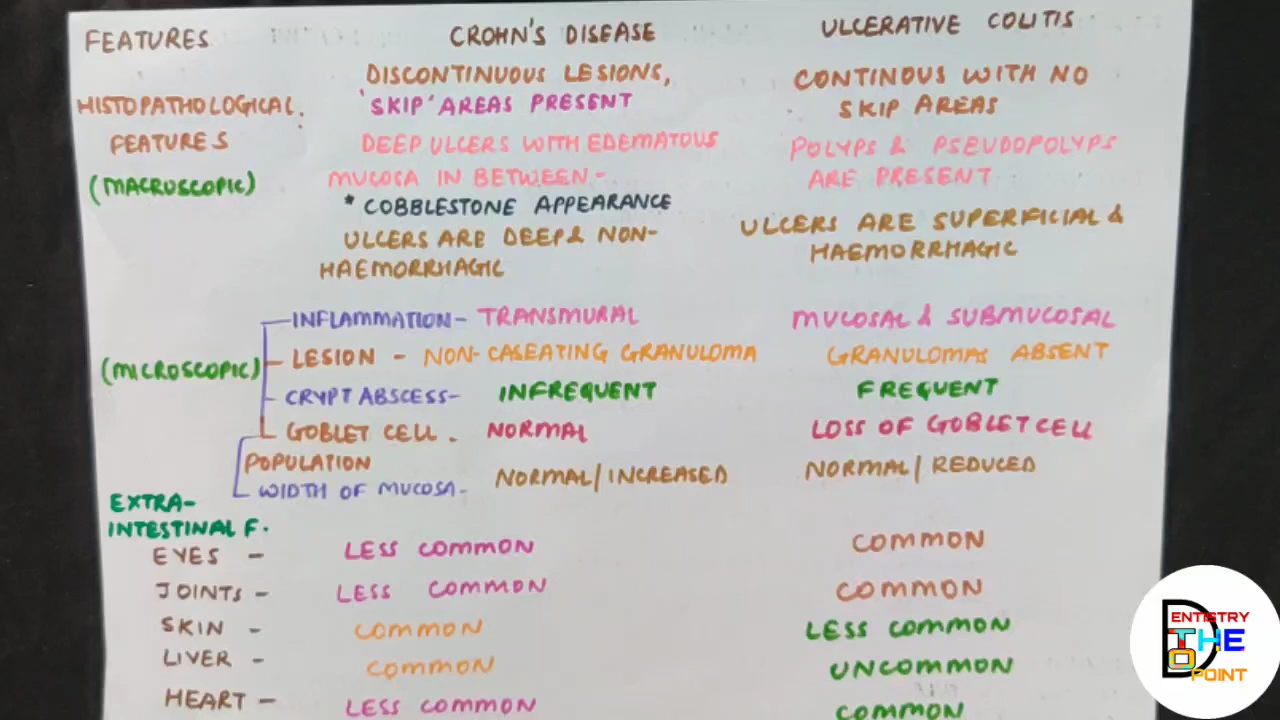 FEATURES CROHN'S DISEASE ULCERATIVE COLITIS
DISCONTINUOUS LESIONS, CONTINOUS WITH NO
HISTOPATHOLOGICAL. 'SKIP' AREAS PRESENT SKIP AREAS
FEATURES DEEP ULCERS WITH EDEMATOUS POLYPS & PSEUDOPOLYPS
(MACROSCOPIC) MUCOSA IN BETWEEN- ARE PRESENT
* COBBLESTONE APPEARANCE
ULCERS ARE DEEP & NON- ULCERS ARE SUPERFICIAL &
HAEMORRHAGIC HAEMORRHAGIC
INFLAMMATION- TRANSMURAL MUCOSAL & SUBMUCOSAL
(MICROSCOPIC) LESION - NON-CASEATING GRANULOMA GRANULOMAS ABSENT
CRYPT ABSCESS- INFREQUENT FREQUENT
GOBLET CELL. NORMAL LOSS OF GOBLET CELL
POPULATION
WIDTH OF MUCOSA- NORMAL/INCREASED NORMAL/REDUCED
EXTRA-
INTESTINAL F.
EYES - LESS COMMON COMMON
JOINTS - LESS COMMON COMMON
SKIN - COMMON LESS COMMON
LIVER - COMMON UNCOMMON
HEART - LESS COMMON COMMON
DENTISTRY
THE
TO
POINT